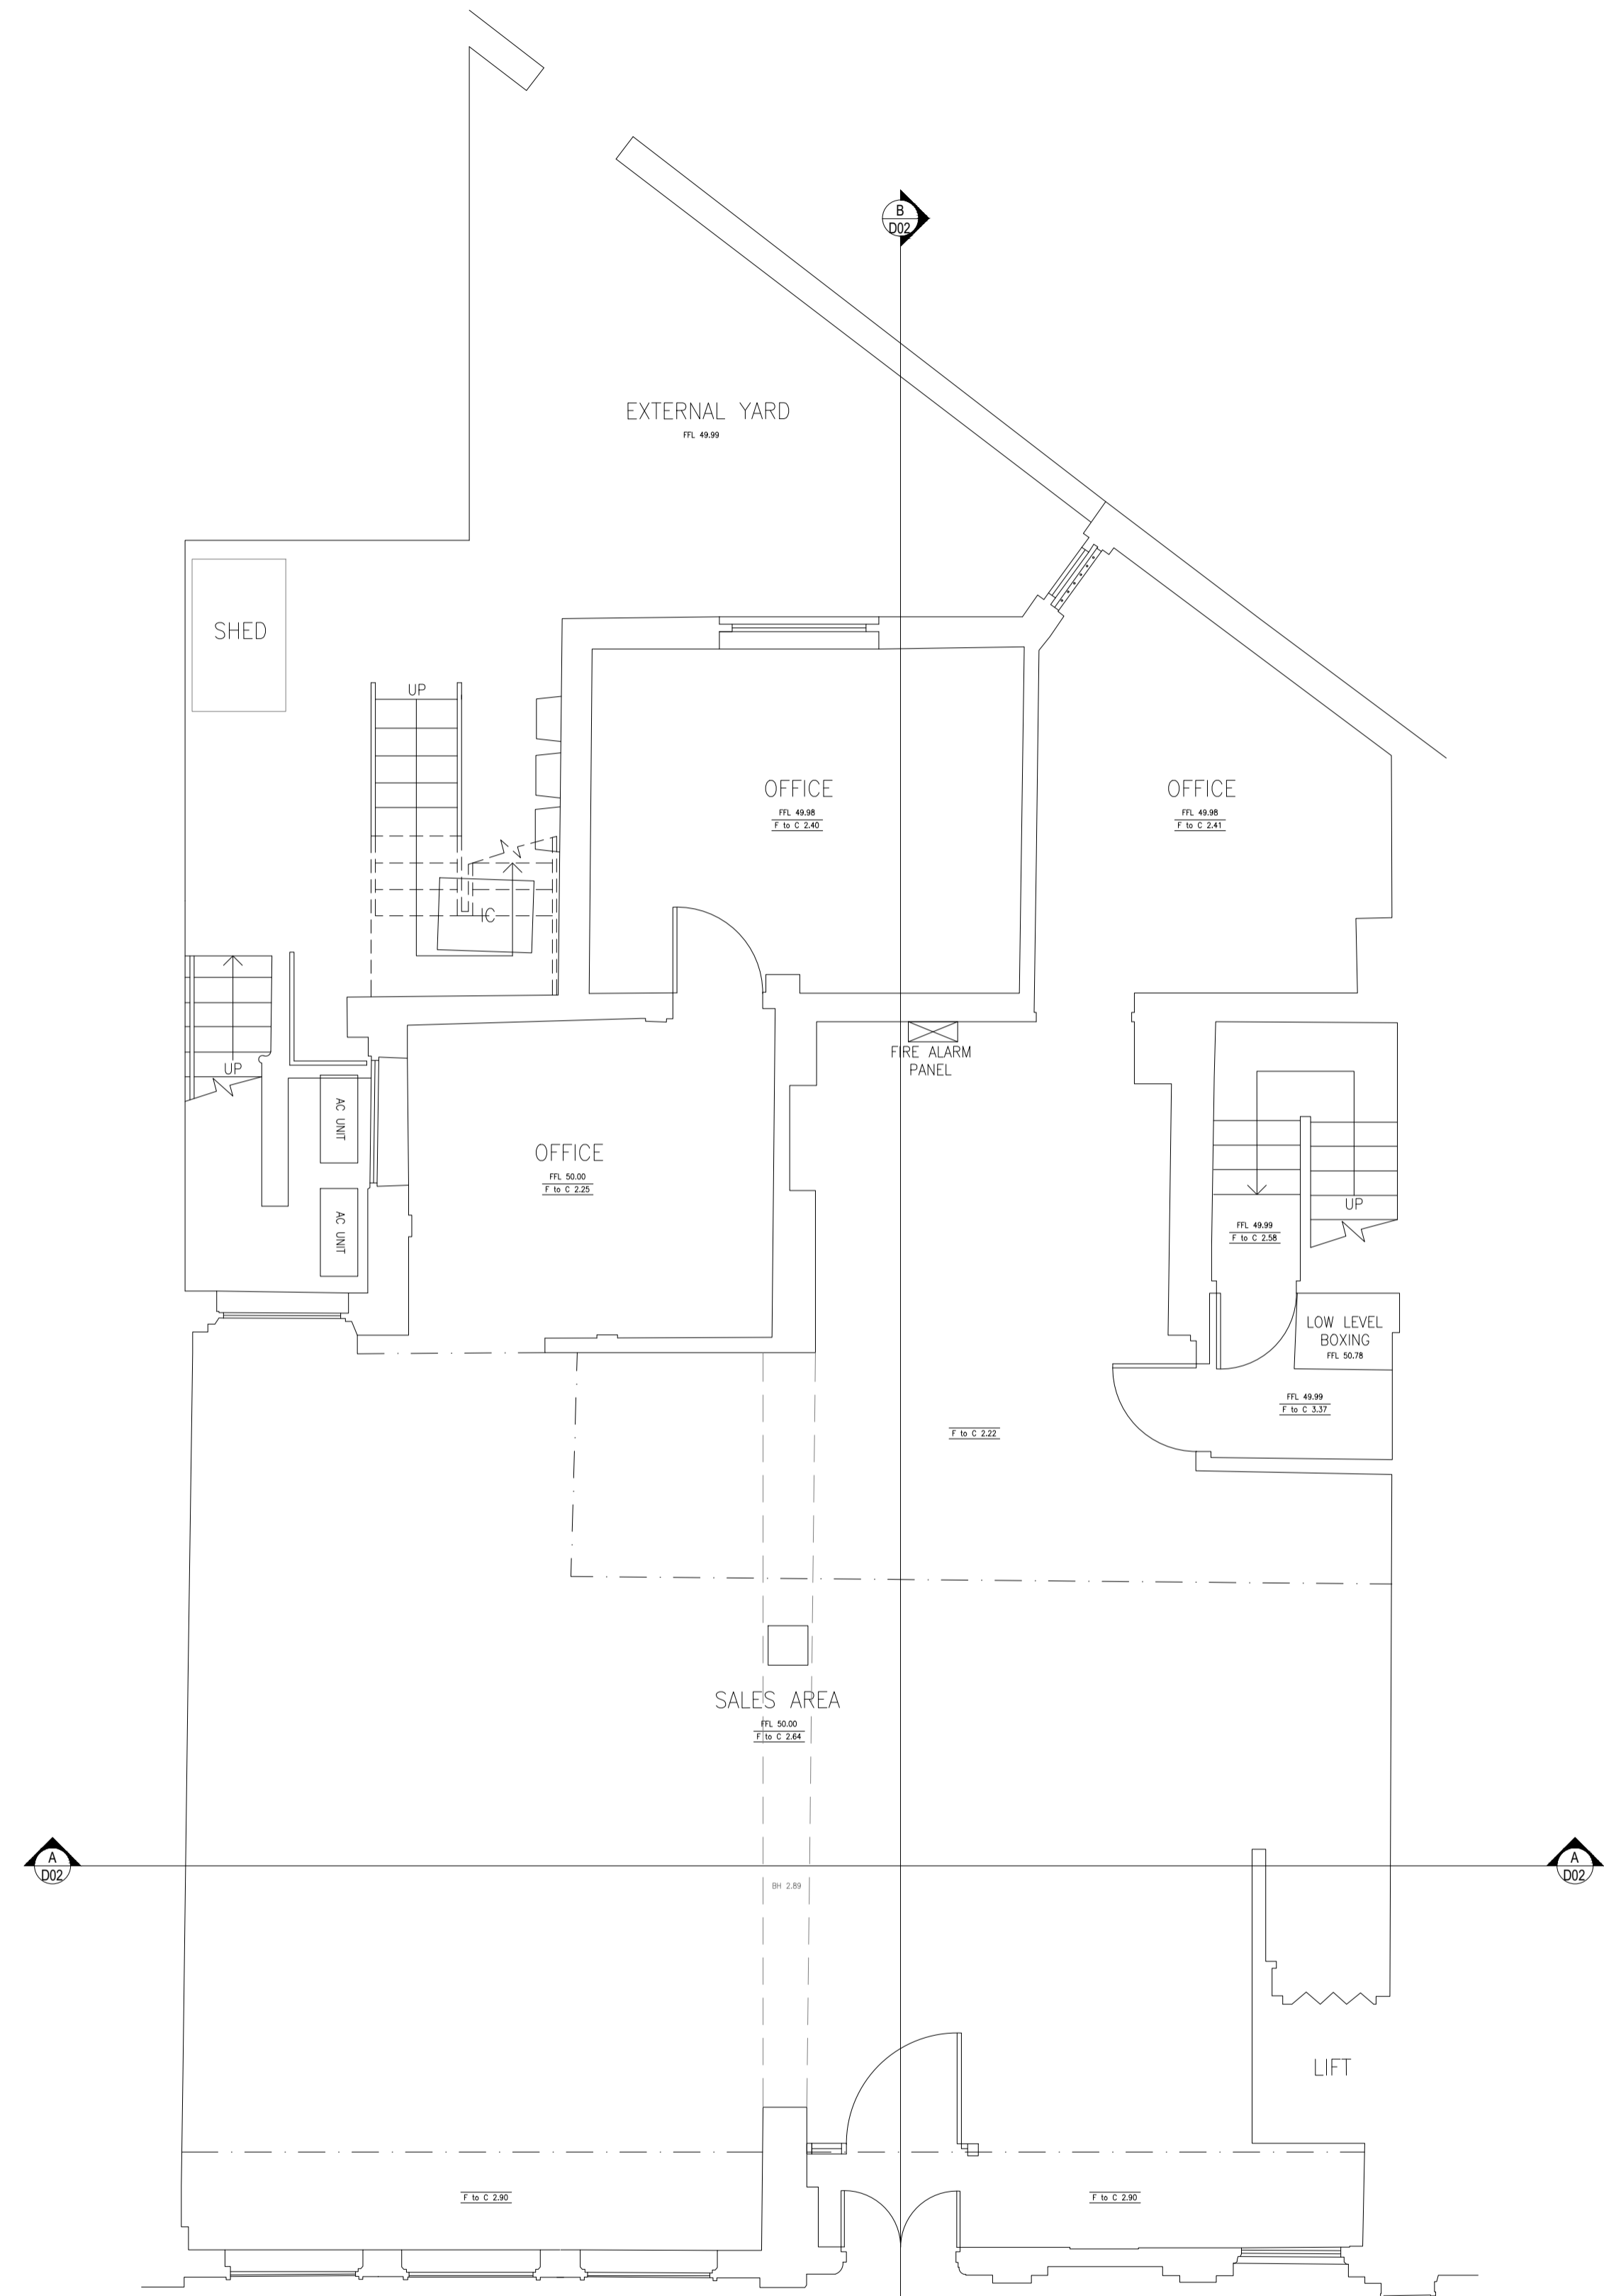 B
D02
EXTERNAL YARD
FFL 49.99
SHED
UP
OFFICE
FFL 49.98
F to C 2.40
OFFICE
FFL 49.98
F to C 2.41
IC
UP
FIRE ALARM
PANEL
AC UNIT
OFFICE
FFL 50.00
F to C 2.25
AC UNIT
UP
FFL 49.99
F to C 2.58
LOW LEVEL
BOXING
FFL 50.78
FFL 49.99
F to C 3.37
F to C 2.22
SALES AREA
FFL 50.00
F to C 2.64
A
D02
A
D02
BH 2.89
LIFT
F to C 2.90
F to C 2.90